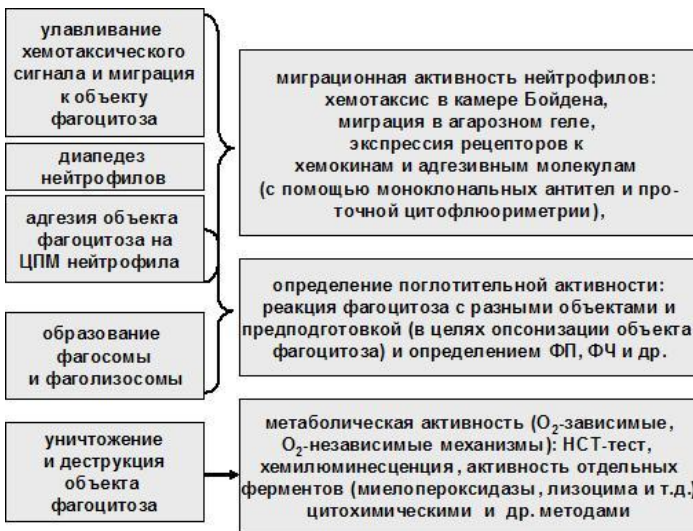 улавливание
хемотаксического
сигнала и миграция
к объекту
фагоцитоза
диапедез
нейтрофилов
адгезия объекта
фагоцитоза на
ЦПМ нейтрофила
образование
фагосомы
и фаголизосомы
уничтожение
и деструкция
объекта
фагоцитоза
миграционная активность нейтрофилов:
хемотаксис в камере Бойдена,
миграция в агарозном геле,
экспрессия рецепторов к
хемокинам и адгезивным молекулам
(с помощью моноклональных антител и про-
точной цитофлюориметрии),
определение поглотительной активности:
реакция фагоцитоза с разными объектами и
предподготовкой (в целях опсонизации объекта
фагоцитоза) и определением ФП, ФЧ и др.
метаболическая активность (O₂-зависимые,
O₂-независимые механизмы): НСТ-тест,
хемилюминесценция, активность отдельных
ферментов (миелопероксидазы, лизоцима и т.д.)
цитохимическими и др. методами